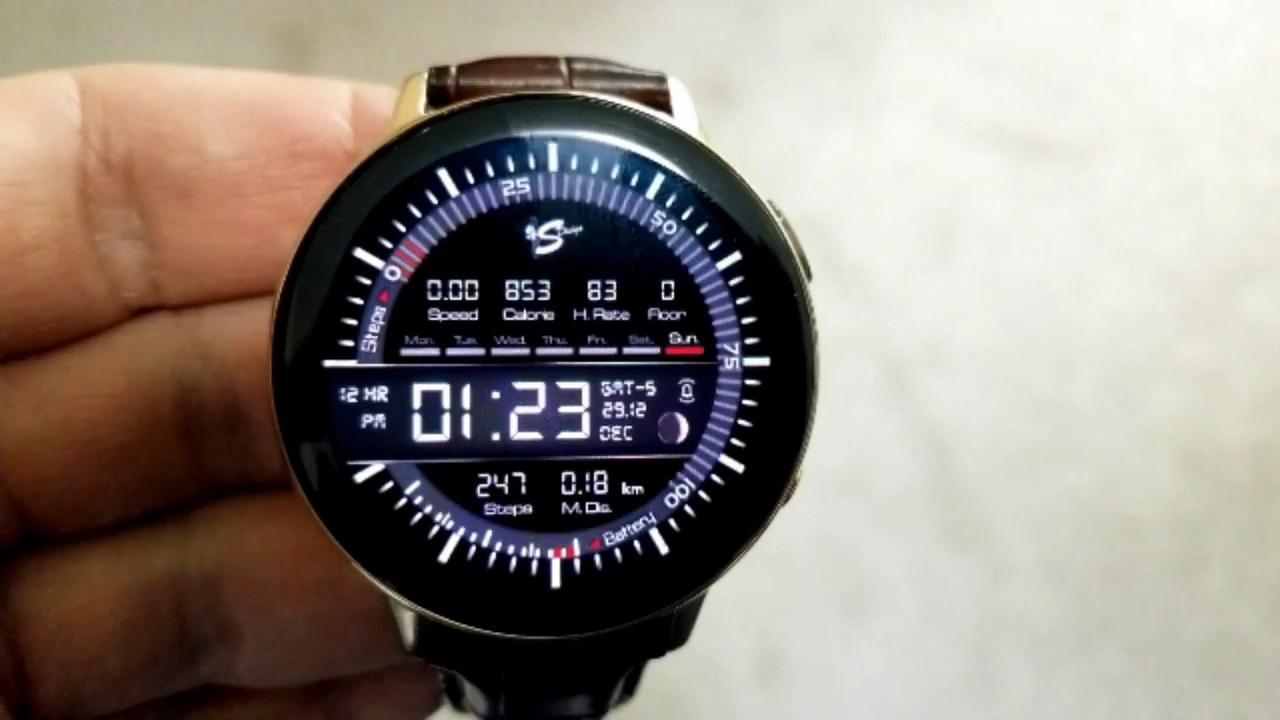 25
50
0
S Design
0.00 853 83 0
Speed Calorie H. Rate Floor
Steps
Mon. Tue. Wed. Thu. Fri. Sat. Sun.
75
12 HR
PM
01:23
GMT-5
29.12
DEC
247 0.18 km
Steps M. Dis.
100
Battery